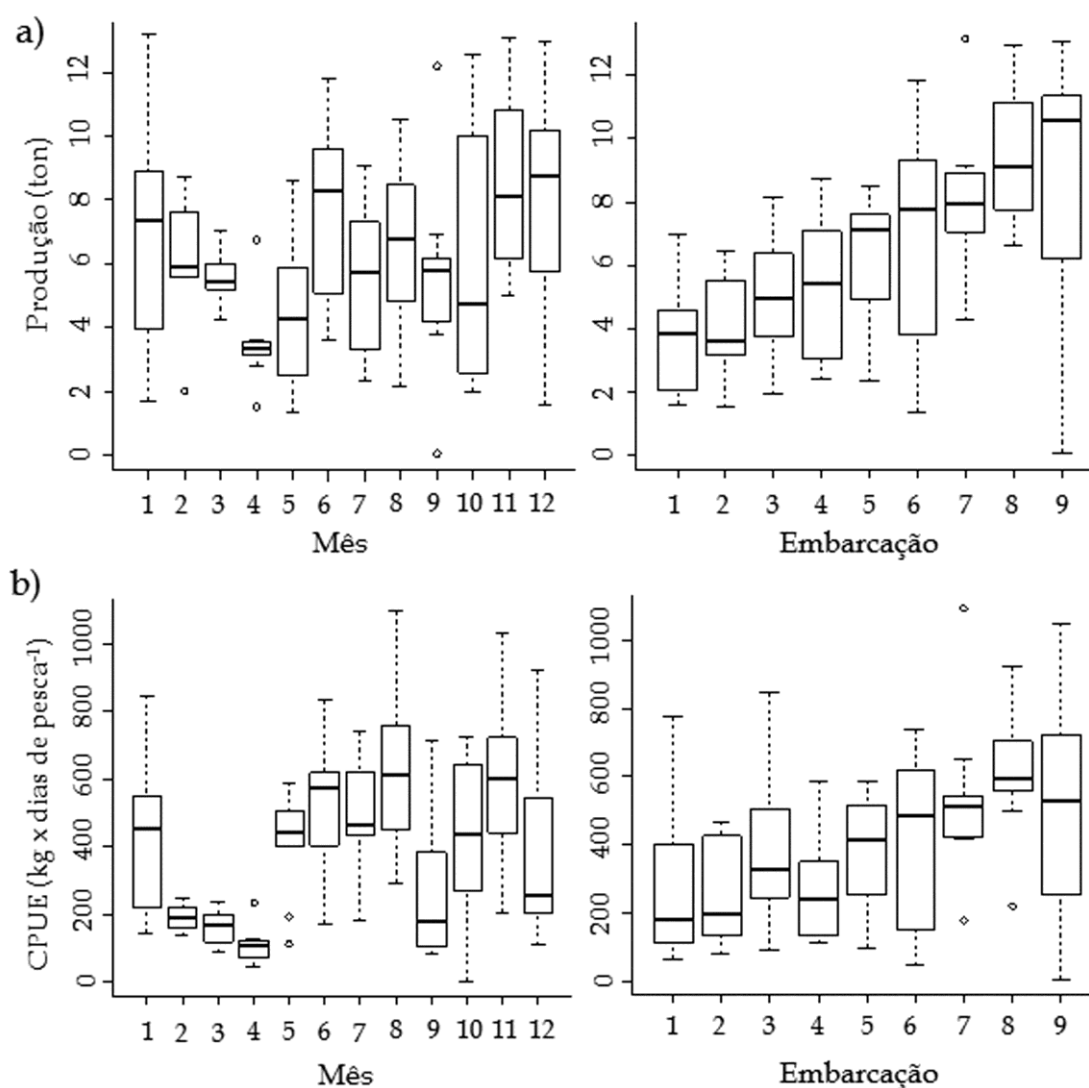 a)
Produção (ton)
0 2 4 6 8 10 12
1 2 3 4 5 6 7 8 9 10 11 12
Mês
0 2 4 6 8 10 12
1 2 3 4 5 6 7 8 9
Embarcação
b)
CPUE (kg x dias de pesca⁻¹)
0 200 400 600 800 1000
1 2 3 4 5 6 7 8 9 10 11 12
Mês
0 200 400 600 800 1000
1 2 3 4 5 6 7 8 9
Embarcação